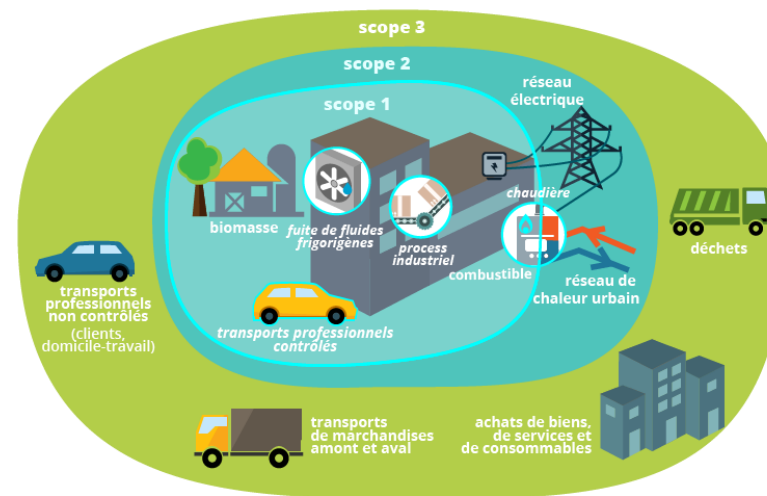 scope 3
scope 2
scope 1
réseau
électrique
biomasse
fuite de fluides
frigorigènes
process
industriel
chaudière
combustible
réseau de
chaleur urbain
déchets
transports
professionnels
non contrôlés
(clients,
domicile-travail)
transports professionnels
contrôlés
transports
de marchandises
amont et aval
achats de biens,
de services et
de consommables